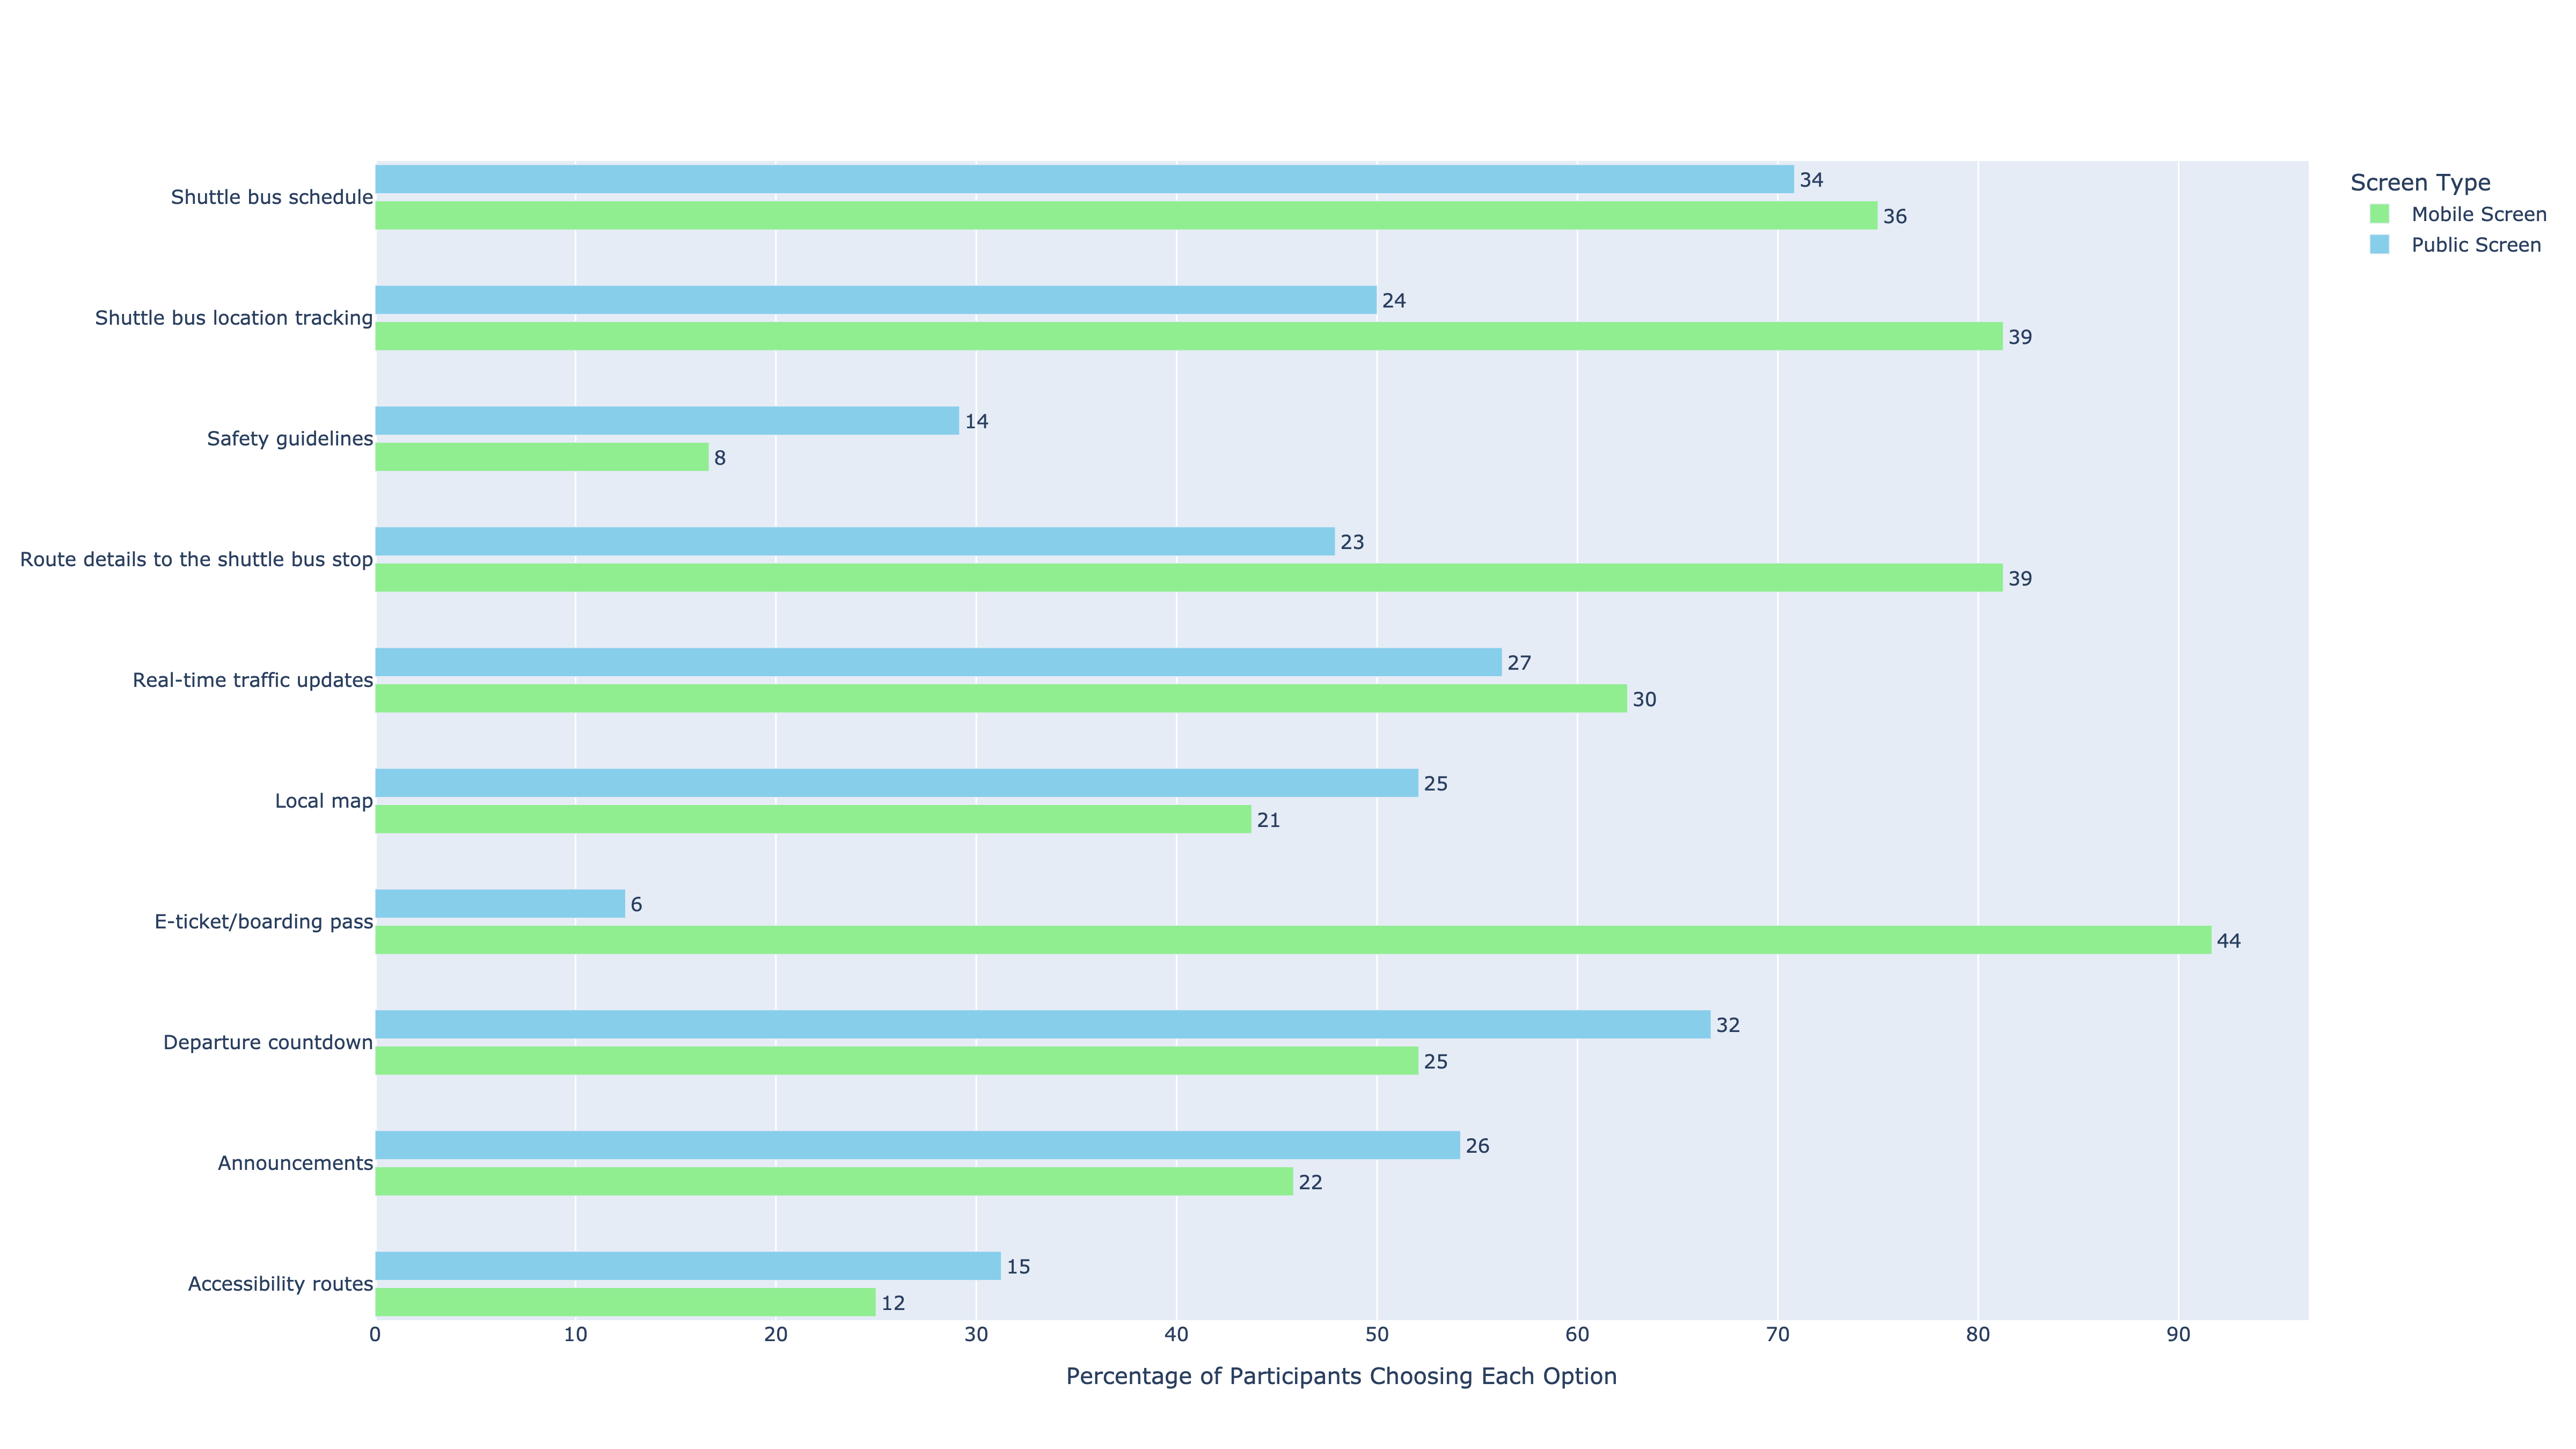 Screen Type
Mobile Screen
Public Screen
Shuttle bus schedule
34
36
Shuttle bus location tracking
24
39
Safety guidelines
14
8
Route details to the shuttle bus stop
23
39
Real-time traffic updates
27
30
Local map
25
21
E-ticket/boarding pass
6
44
Departure countdown
32
25
Announcements
26
22
Accessibility routes
15
12
0 10 20 30 40 50 60 70 80 90
Percentage of Participants Choosing Each Option